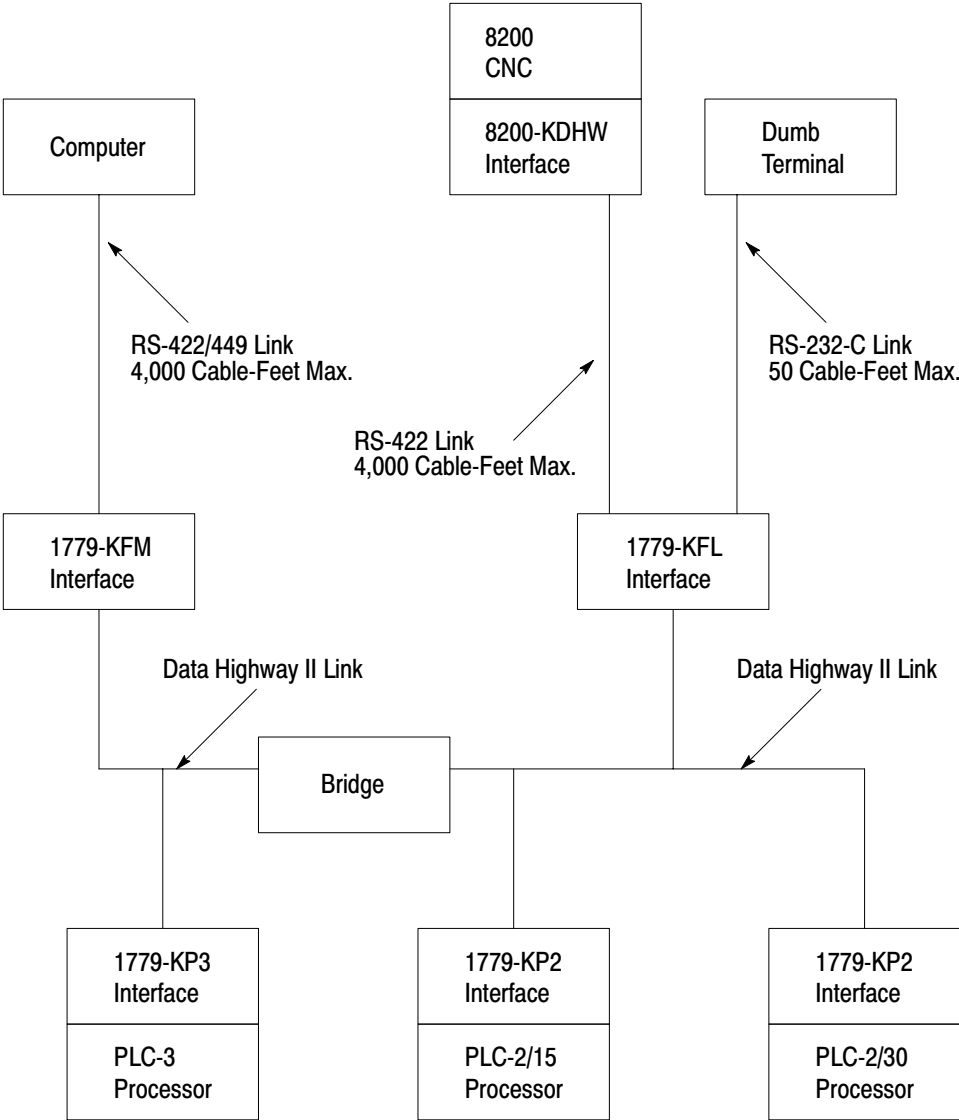 8200
CNC
8200-KDHW
Interface
Computer
Dumb
Terminal
RS-422/449 Link
4,000 Cable-Feet Max.
RS-232-C Link
50 Cable-Feet Max.
RS-422 Link
4,000 Cable-Feet Max.
1779-KFM
Interface
1779-KFL
Interface
Data Highway II Link
Data Highway II Link
Bridge
1779-KP3
Interface
PLC-3
Processor
1779-KP2
Interface
PLC-2/15
Processor
1779-KP2
Interface
PLC-2/30
Processor